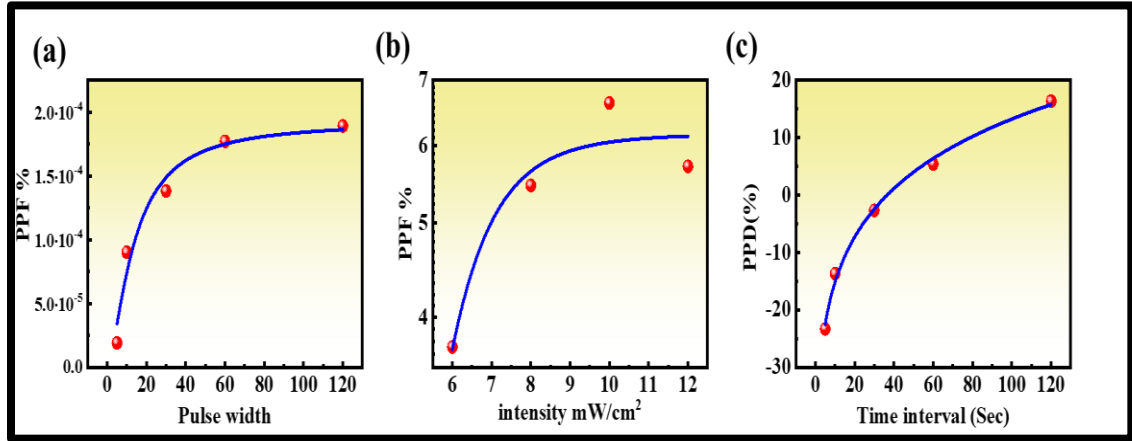 (a)
PPF %
2.0·10⁻⁴
1.5·10⁻⁴
1.0·10⁻⁴
5.0·10⁻⁵
0.0
0 20 40 60 80 100 120
Pulse width
(b)
PPF %
7
6
5
4
6 7 8 9 10 11 12
intensity mW/cm²
(c)
PPD(%)
20
10
0
-10
-20
-30
0 20 40 60 80 100 120
Time interval (Sec)